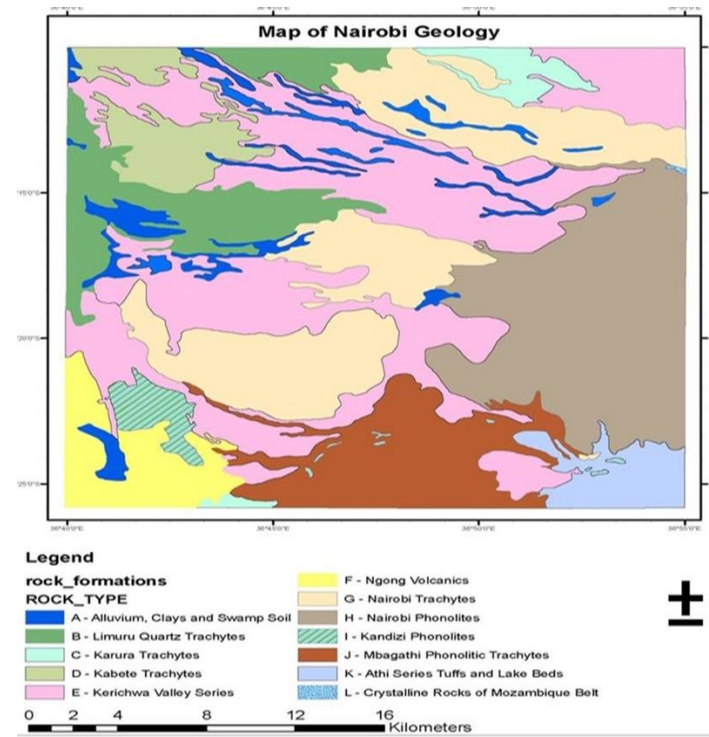 Map of Nairobi Geology
Legend
rock_formations
ROCK_TYPE
A - Alluvium, Clays and Swamp Soil
B - Limuru Quartz Trachytes
C - Karura Trachytes
D - Kabete Trachytes
E - Kerichwa Valley Series
F - Ngong Volcanics
G - Nairobi Trachytes
H - Nairobi Phonolites
I - Kandizi Phonolites
J - Mbagathi Phonolitic Trachytes
K - Athi Series Tuffs and Lake Beds
L - Crystalline Rocks of Mozambique Belt
0 2 4 8 12 16
Kilometers